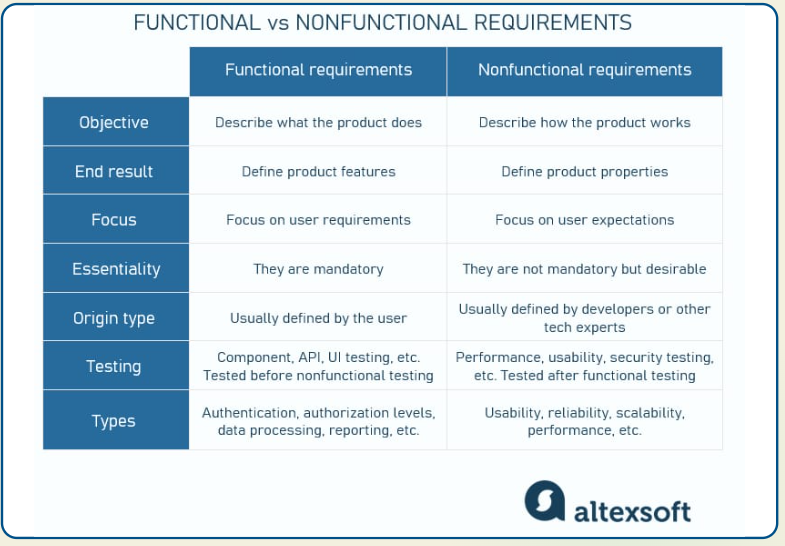 FUNCTIONAL vs NONFUNCTIONAL REQUIREMENTS
Functional requirements
Nonfunctional requirements
Objective
Describe what the product does
Describe how the product works
End result
Define product features
Define product properties
Focus
Focus on user requirements
Focus on user expectations
Essentiality
They are mandatory
They are not mandatory but desirable
Origin type
Usually defined by the user
Usually defined by developers or other
tech experts
Testing
Component, API, UI testing, etc.
Tested before nonfunctional testing
Performance, usability, security testing,
etc. Tested after functional testing
Types
Authentication, authorization levels,
data processing, reporting, etc.
Usability, reliability, scalability,
performance, etc.
altexsoft